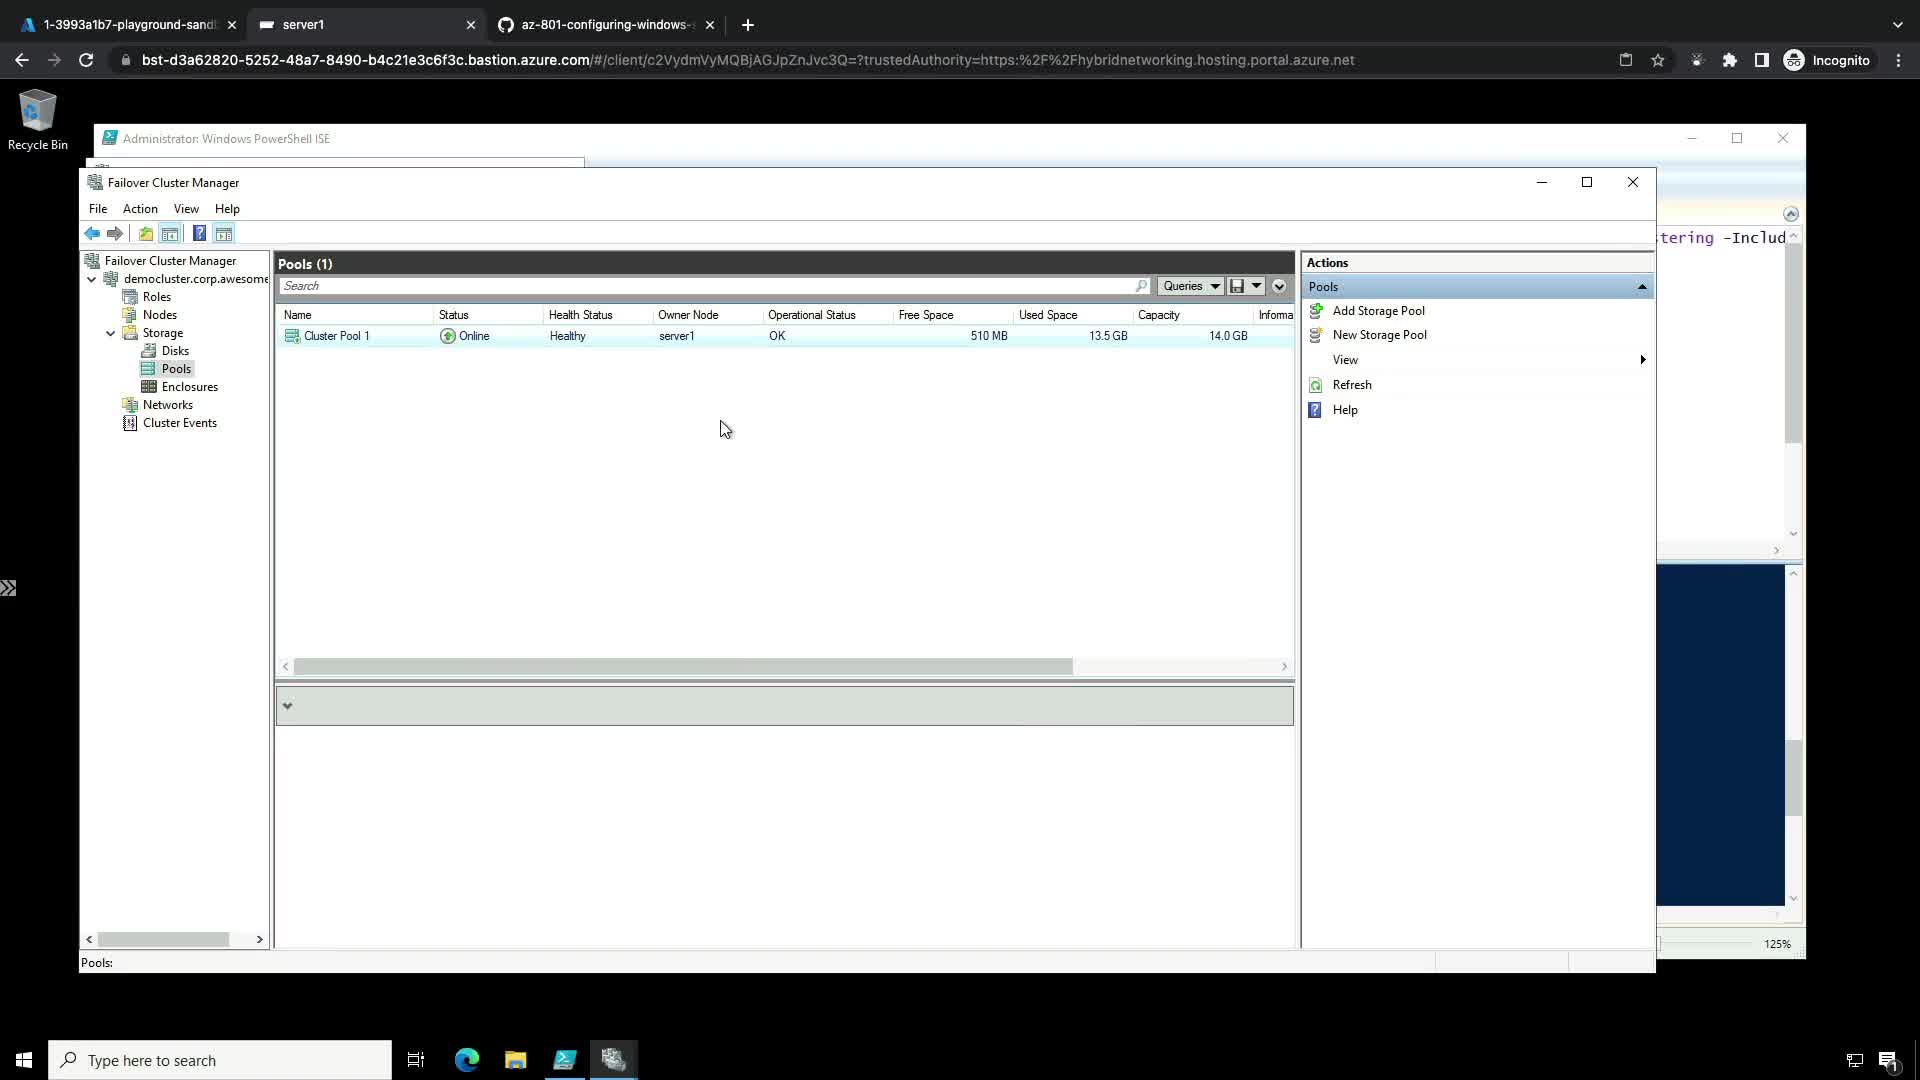 1-3993a1b7-playground-sand
server1
az-801-configuring-windows-
bst-d3a62820-5252-48a7-8490-b4c21e3c6f3c.bastion.azure.com/#/client/c2VydmVyMQBjAGJpZnJvc3Q=?trustedAuthority=https:%2F%2Fhybridnetworking.hosting.portal.azure.net
Incognito
Recycle Bin
Administrator: Windows PowerShell ISE
Failover Cluster Manager
File Action View Help
Failover Cluster Manager
democluster.corp.awesome
Roles
Nodes
Storage
Disks
Pools
Enclosures
Networks
Cluster Events
Pools (1)
Search
Queries
Name Status Health Status Owner Node Operational Status Free Space Used Space Capacity Informa
Cluster Pool 1 Online Healthy server1 OK 510 MB 13.5 GB 14.0 GB
Actions
Pools
Add Storage Pool
New Storage Pool
View
Refresh
Help
tering -Includ
125%
Pools:
Type here to search
1